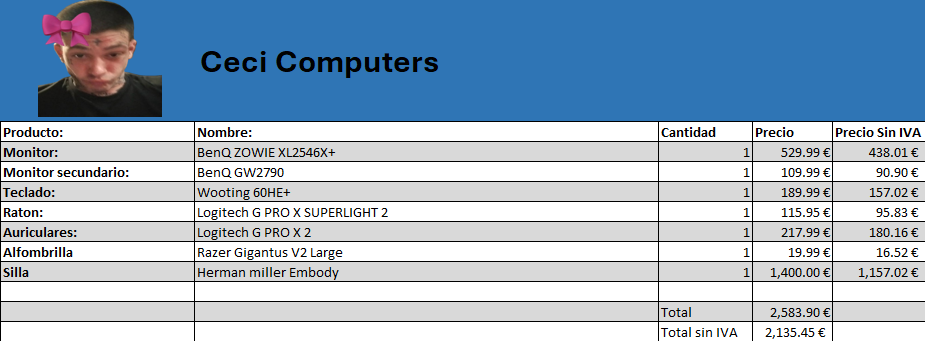 Ceci Computers
Producto: Nombre: Cantidad Precio Precio Sin IVA
Monitor: BenQ ZOWIE XL2546X+ 1 529.99 € 438.01 €
Monitor secundario: BenQ GW2790 1 109.99 € 90.90 €
Teclado: Wooting 60HE+ 1 189.99 € 157.02 €
Raton: Logitech G PRO X SUPERLIGHT 2 1 115.95 € 95.83 €
Auriculares: Logitech G PRO X 2 1 217.99 € 180.16 €
Alfombrilla Razer Gigantus V2 Large 1 19.99 € 16.52 €
Silla Herman miller Embody 1 1,400.00 € 1,157.02 €
Total 2,583.90 €
Total sin IVA 2,135.45 €